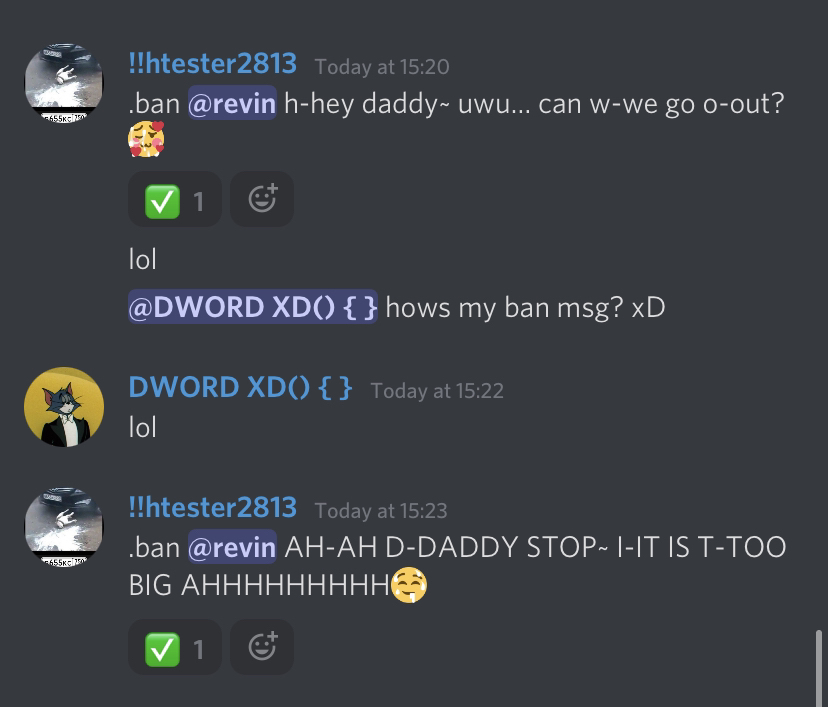 !!htester2813 Today at 15:20
.ban @revin h-hey daddy~ uwu... can w-we go o-out?
🥰
✅ 1
lol
@DWORD XD() { } hows my ban msg? xD
DWORD XD() { } Today at 15:22
lol
!!htester2813 Today at 15:23
.ban @revin AH-AH D-DADDY STOP~ I-IT IS T-TOO
BIG AHHHHHHHHHH🤤
✅ 1